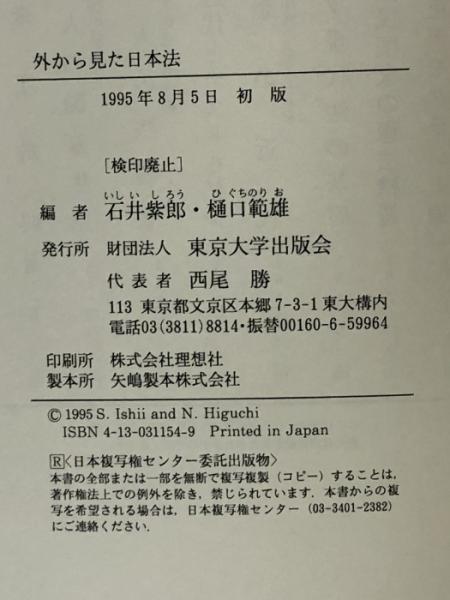 外から見た日本法
1995年8月5日 初 版
[検印廃止]
いし い し ろう ひ ぐちのり お
編 者 石井紫郎・樋口範雄
発行所 財団法人 東京大学出版会
代表者 西尾 勝
113 東京都文京区本郷7-3-1東大構内
電話03(3811)8814・振替00160-6-59964
印刷所 株式会社理想社
製本所 矢嶋製本株式会社
© 1995 S. Ishii and N. Higuchi
ISBN 4-13-031154-9 Printed in Japan
R〈日本複写権センター委託出版物〉
本書の全部または一部を無断で複写複製(コピー)することは,
著作権法上での例外を除き,禁じられています.本書からの複
写を希望される場合は,日本複写権センター(03-3401-2382)
にご連絡ください.